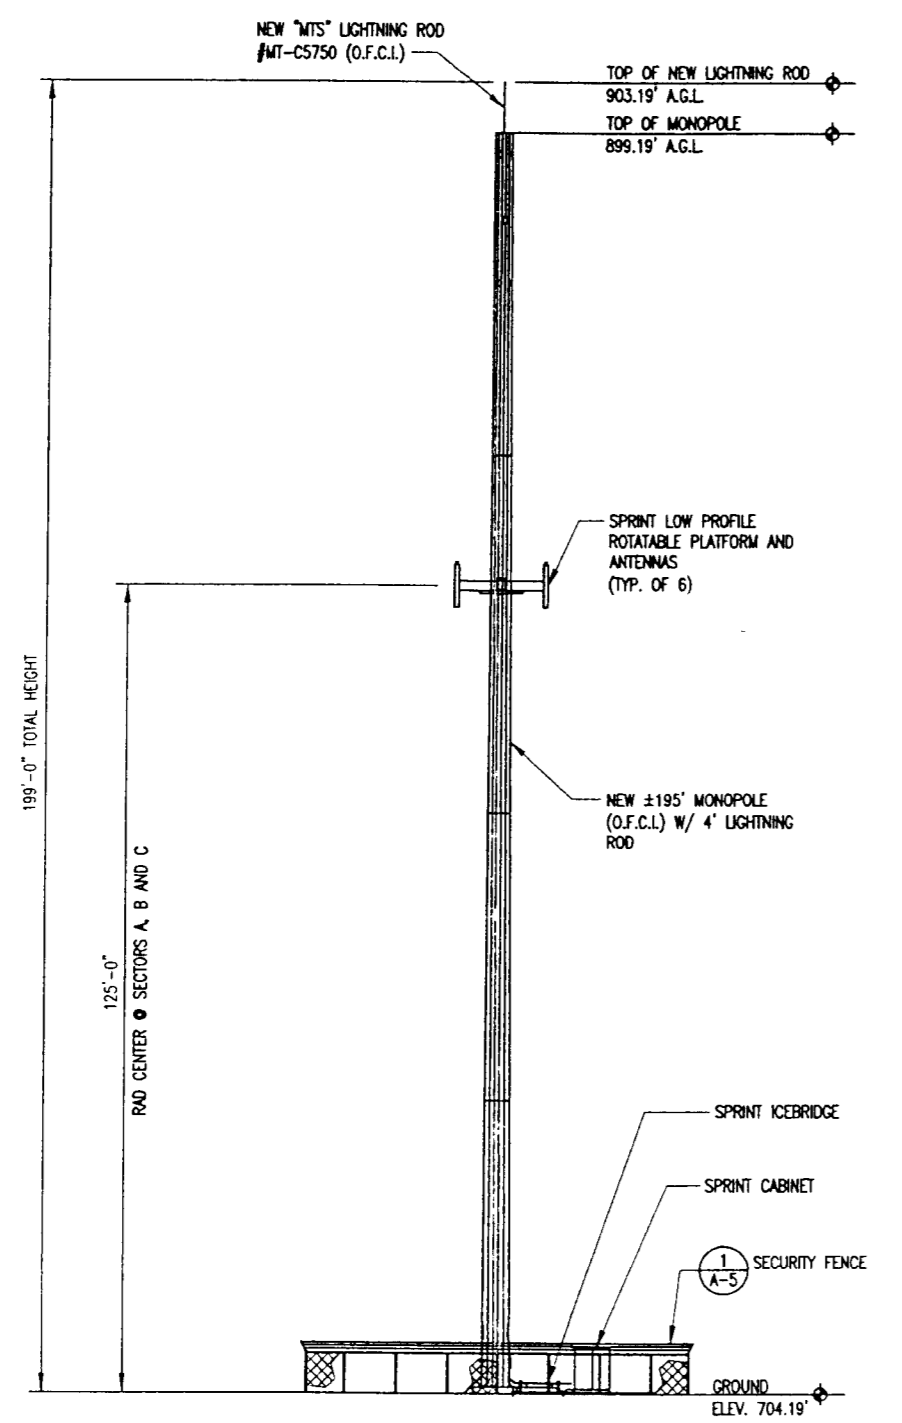 NEW "MTS" LIGHTNING ROD
#MT-C5750 (O.F.C.I.)
TOP OF NEW LIGHTNING ROD
903.19' A.G.L.
TOP OF MONOPOLE
899.19' A.G.L.
SPRINT LOW PROFILE
ROTATABLE PLATFORM AND
ANTENNAS
(TYP. OF 6)
199'-0" TOTAL HEIGHT
NEW ±195' MONOPOLE
(O.F.C.I.) W/ 4' LIGHTNING
ROD
125'-0"
RAD CENTER @ SECTORS A, B AND C
SPRINT ICEBRIDGE
SPRINT CABINET
1
A-5
SECURITY FENCE
GROUND
ELEV. 704.19'